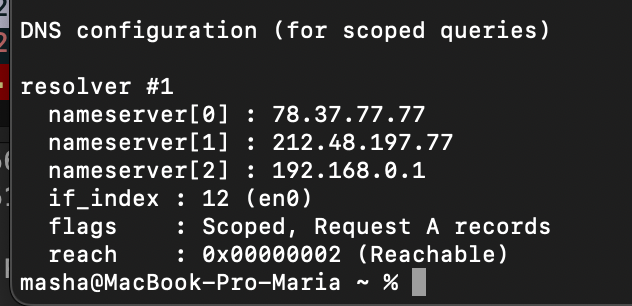 DNS configuration (for scoped queries)
resolver #1
nameserver[0] : 78.37.77.77
nameserver[1] : 212.48.197.77
nameserver[2] : 192.168.0.1
if_index : 12 (en0)
flags    : Scoped, Request A records
reach    : 0x00000002 (Reachable)
masha@MacBook-Pro-Maria ~ %